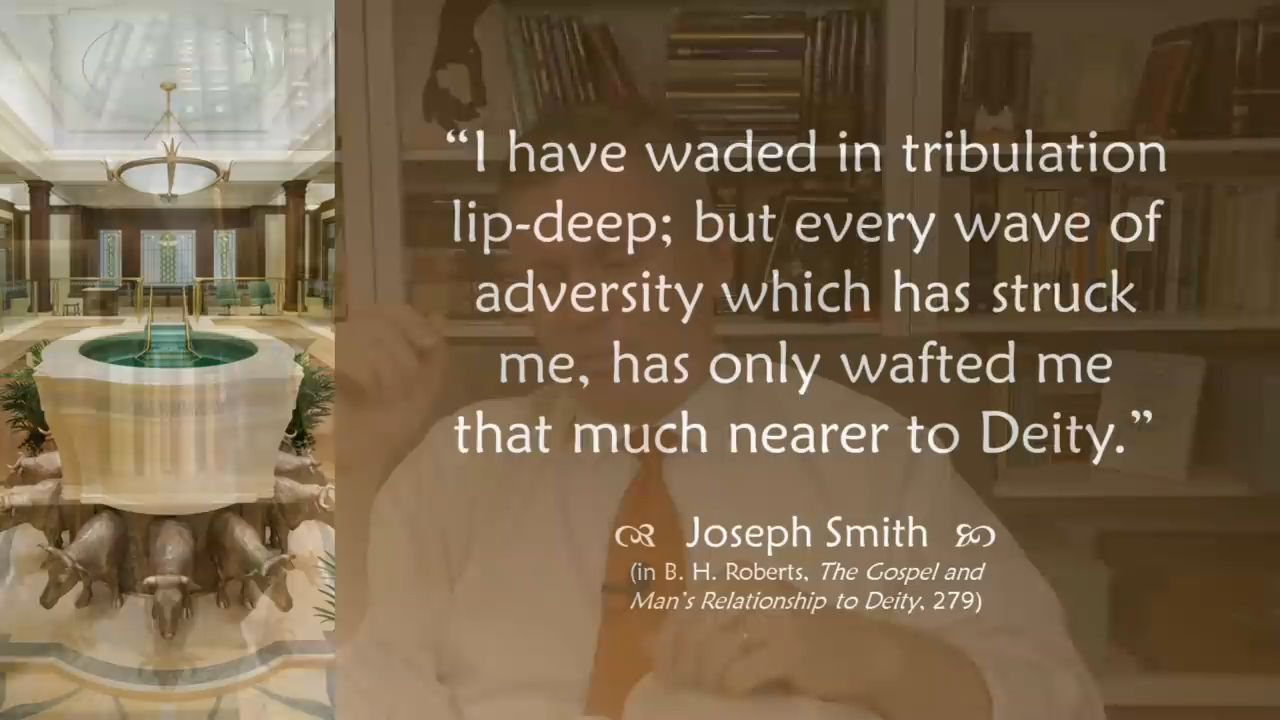 “I have waded in tribulation
lip-deep; but every wave of
adversity which has struck
me, has only wafted me
that much nearer to Deity.”
Joseph Smith
(in B. H. Roberts, The Gospel and
Man’s Relationship to Deity, 279)